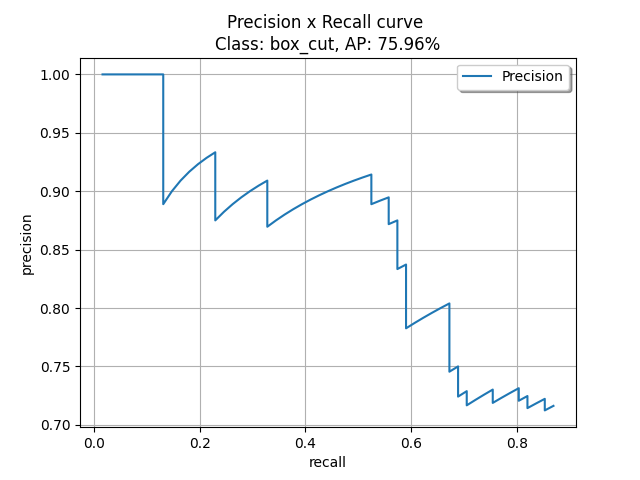 Precision x Recall curve
Class: box_cut, AP: 75.96%
Precision
1.00
0.95
0.90
0.85
0.80
0.75
0.70
precision
0.0 0.2 0.4 0.6 0.8
recall